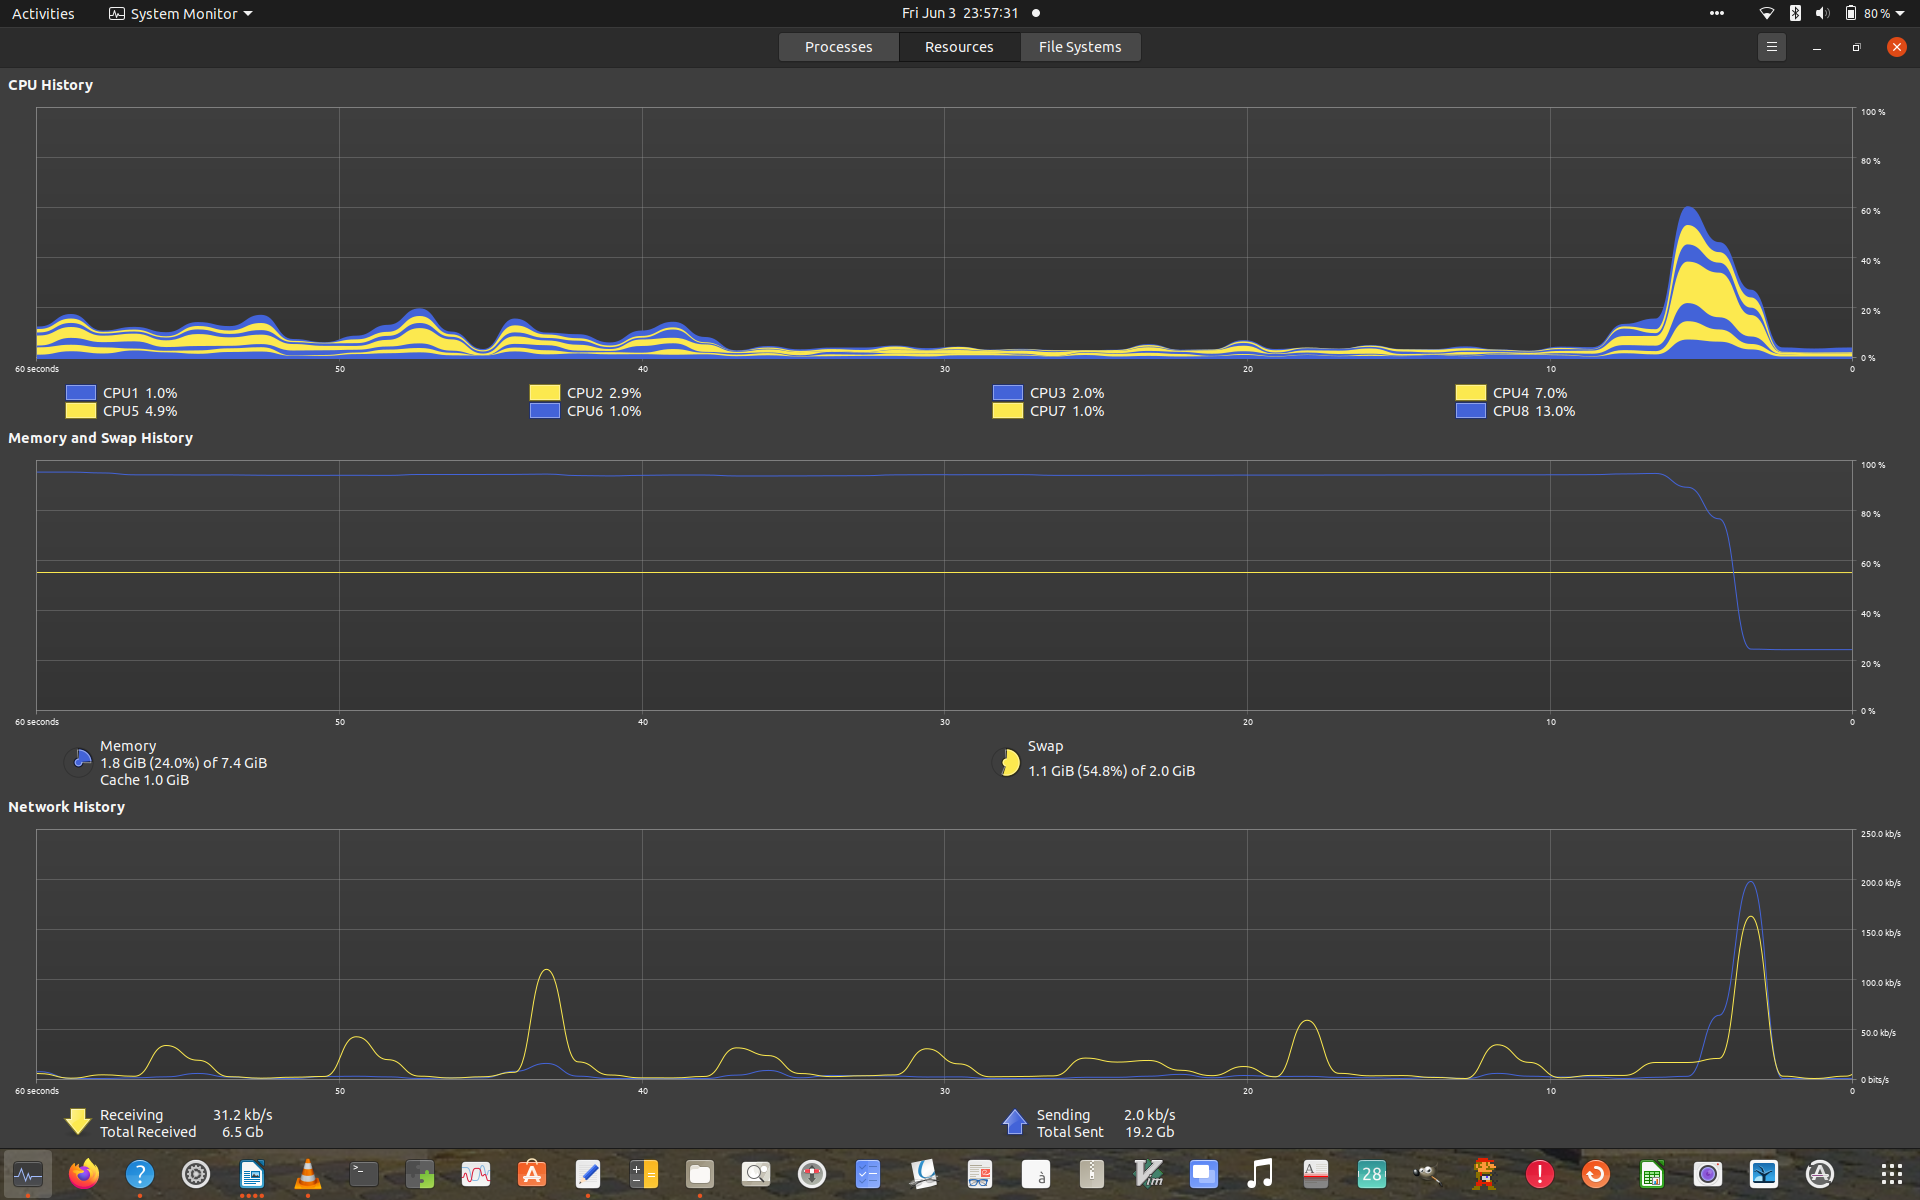 Activities System Monitor Fri Jun 3 23:57:31 80 %
Processes Resources File Systems
CPU History
100 %
80 %
60 %
40 %
20 %
0 %
60 seconds 50 40 30 20 10 0
CPU1 1.0% CPU2 2.9% CPU3 2.0% CPU4 7.0%
CPU5 4.9% CPU6 1.0% CPU7 1.0% CPU8 13.0%
Memory and Swap History
100 %
80 %
60 %
40 %
20 %
0 %
60 seconds 50 40 30 20 10 0
Memory
1.8 GiB (24.0%) of 7.4 GiB
Cache 1.0 GiB
Swap
1.1 GiB (54.8%) of 2.0 GiB
Network History
250.0 kb/s
200.0 kb/s
150.0 kb/s
100.0 kb/s
50.0 kb/s
0 bits/s
60 seconds 50 40 30 20 10 0
Receiving 31.2 kb/s
Total Received 6.5 Gb
Sending 2.0 kb/s
Total Sent 19.2 Gb
? >_ A à Vim A 28 !